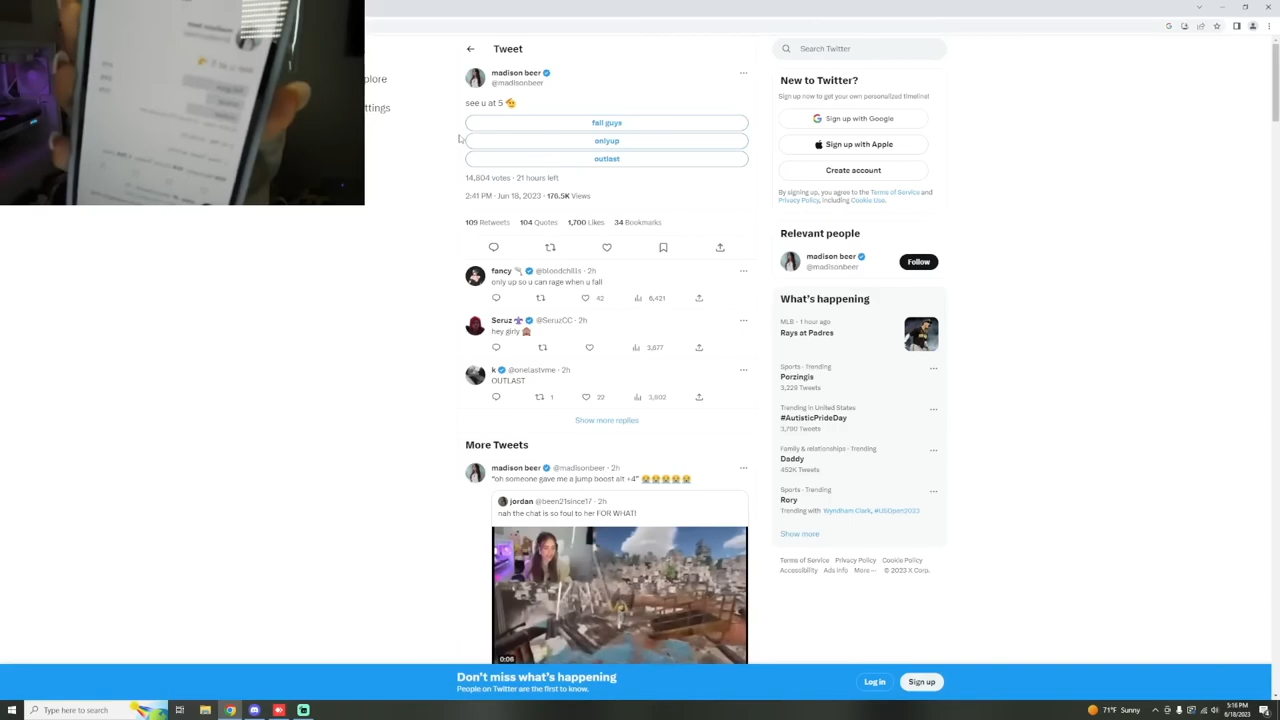 Tweet
Search Twitter
madison beer
@madisonbeer
see u at 5 🫡
fall guys
onlyup
outlast
14,804 votes · 21 hours left
2:41 PM · Jun 18, 2023 · 176.5K Views
109 Retweets 104 Quotes 1,700 Likes 34 Bookmarks
fancy @bloodchills · 2h
only up so u can rage when u fall
42 6,421
Seruz @SeruzCC · 2h
hey girly 🙈
3,677
k @onelastvme · 2h
OUTLAST
1 22 3,802
Show more replies
More Tweets
madison beer @madisonbeer · 2h
"oh someone gave me a jump boost alt +4" 😭😭😭😭😭
jordan @been21since17 · 2h
nah the chat is so foul to her FOR WHAT!
0:06
plore
ttings
New to Twitter?
Sign up now to get your own personalized timeline!
Sign up with Google
Sign up with Apple
Create account
By signing up, you agree to the Terms of Service and
Privacy Policy, including Cookie Use.
Relevant people
madison beer
@madisonbeer
Follow
What's happening
MLB · 1 hour ago
Rays at Padres
Sports · Trending
Porzingis
3,229 Tweets
Trending in United States
#AutisticPrideDay
3,790 Tweets
Family & relationships · Trending
Daddy
452K Tweets
Sports · Trending
Rory
Trending with Wyndham Clark, #USOpen2023
Show more
Terms of Service Privacy Policy Cookie Policy
Accessibility Ads info More ··· © 2023 X Corp.
Don't miss what's happening
People on Twitter are the first to know.
Log in
Sign up
Type here to search
71°F Sunny
5:16 PM
6/18/2023